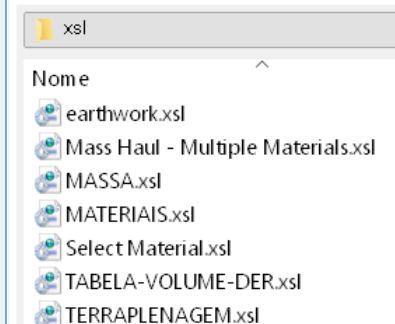 xsl
Nome
earthwork.xsl
Mass Haul - Multiple Materials.xsl
MASSA.xsl
MATERIAIS.xsl
Select Material.xsl
TABELA-VOLUME-DER.xsl
TERRAPLENAGEM.xsl